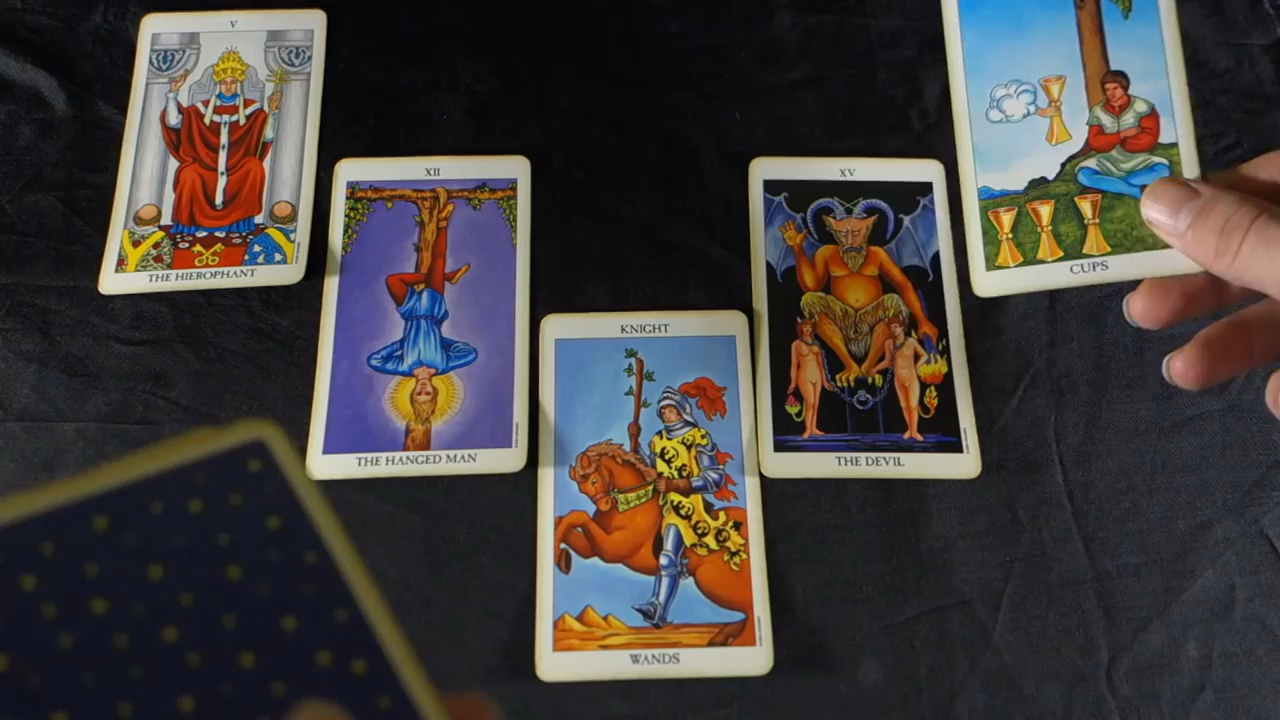 V
THE HIEROPHANT
XII
THE HANGED MAN
KNIGHT
WANDS
XV
THE DEVIL
CUPS